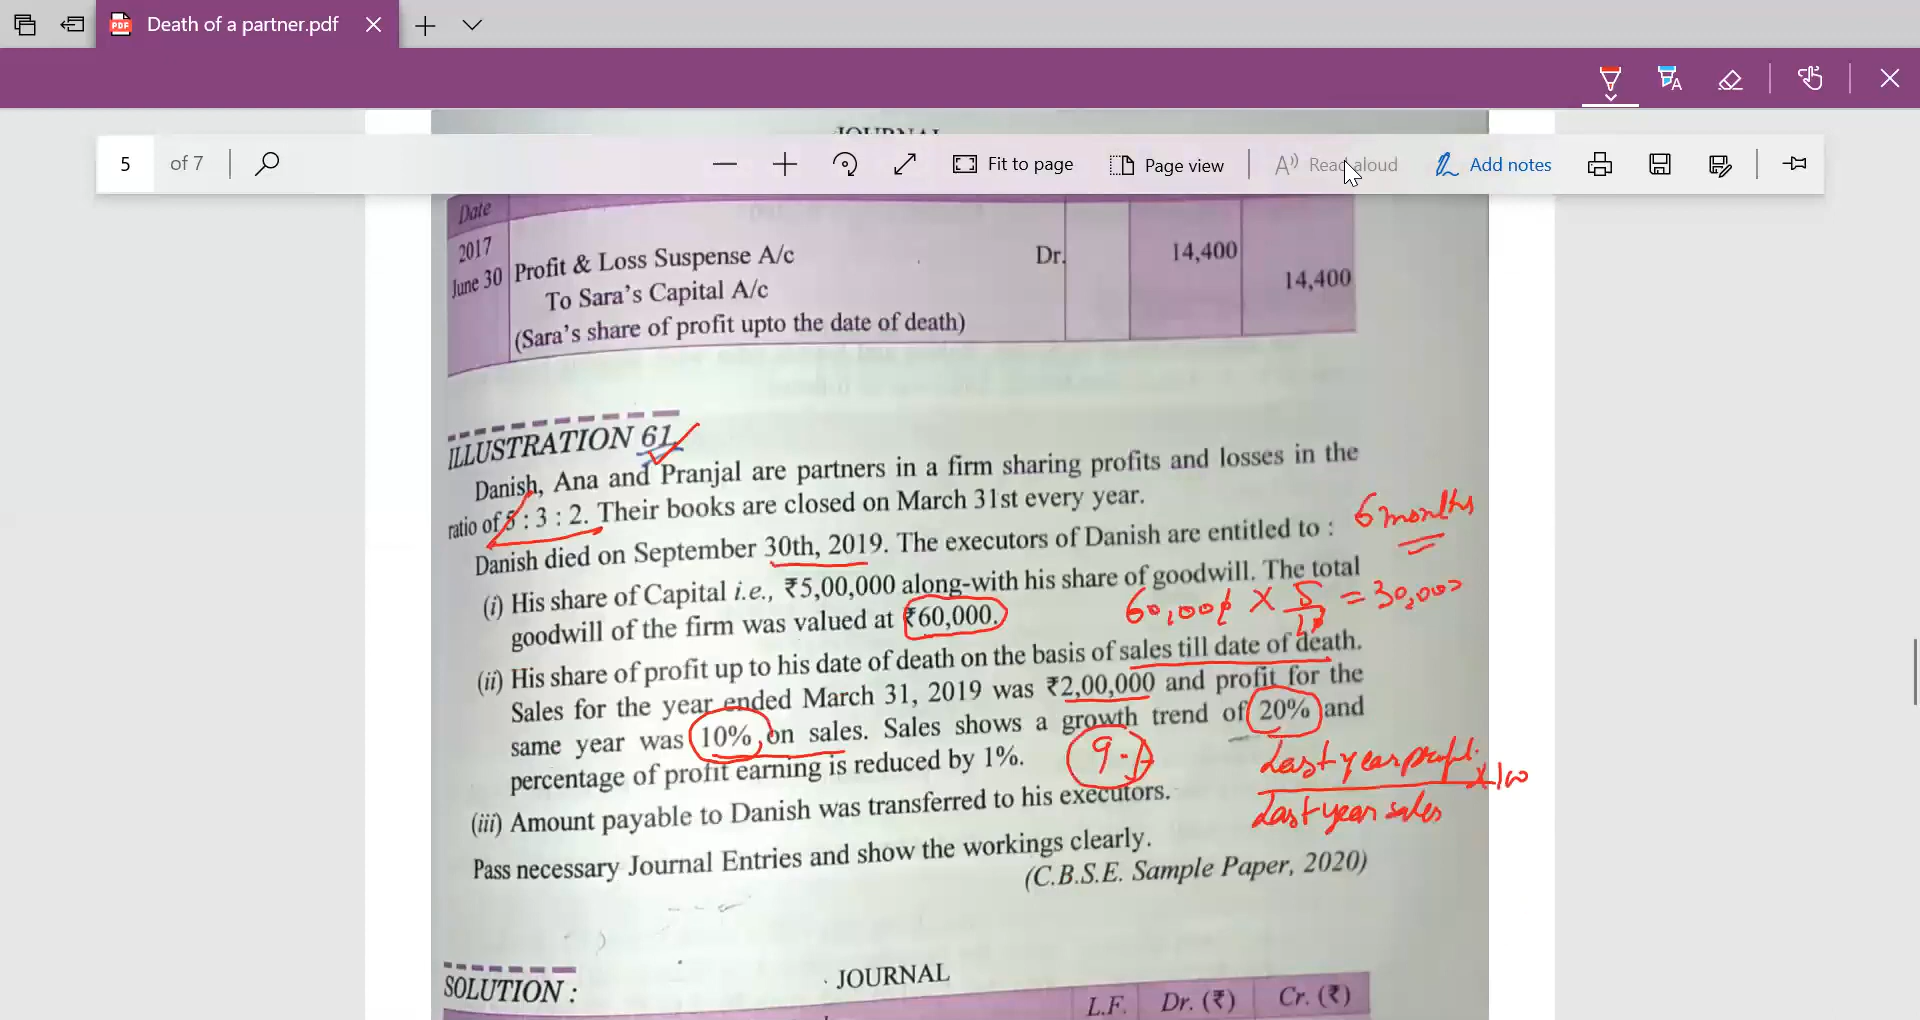 Death of a partner.pdf
5 of 7
Fit to page
Page view
Read aloud
Add notes
Date
2017
June 30
Profit & Loss Suspense A/c Dr. 14,400
To Sara's Capital A/c 14,400
(Sara's share of profit upto the date of death)
ILLUSTRATION 61.
Danish, Ana and Pranjal are partners in a firm sharing profits and losses in the
ratio of 5 : 3 : 2. Their books are closed on March 31st every year.
6 months
Danish died on September 30th, 2019. The executors of Danish are entitled to :
(i) His share of Capital i.e., ₹5,00,000 along-with his share of goodwill. The total
goodwill of the firm was valued at ₹60,000.
60,000 × 5/10 = 30,000
(ii) His share of profit up to his date of death on the basis of sales till date of death.
Sales for the year ended March 31, 2019 was ₹2,00,000 and profit for the
same year was 10% on sales. Sales shows a growth trend of 20% and
percentage of profit earning is reduced by 1%.
Last year profit × 100
Last year sales
(iii) Amount payable to Danish was transferred to his executors.
Pass necessary Journal Entries and show the workings clearly.
(C.B.S.E. Sample Paper, 2020)
SOLUTION :
JOURNAL
L.F. Dr. (₹) Cr. (₹)